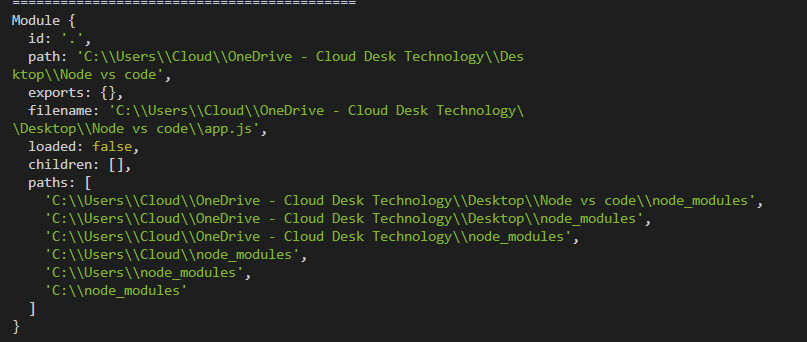 ===========================================
Module {
  id: '.',
  path: 'C:\\Users\\Cloud\\OneDrive - Cloud Desk Technology\\Des
ktop\\Node vs code',
  exports: {},
  filename: 'C:\\Users\\Cloud\\OneDrive - Cloud Desk Technology\
\Desktop\\Node vs code\\app.js',
  loaded: false,
  children: [],
  paths: [
    'C:\\Users\\Cloud\\OneDrive - Cloud Desk Technology\\Desktop\\Node vs code\\node_modules',
    'C:\\Users\\Cloud\\OneDrive - Cloud Desk Technology\\Desktop\\node_modules',
    'C:\\Users\\Cloud\\OneDrive - Cloud Desk Technology\\node_modules',
    'C:\\Users\\Cloud\\node_modules',
    'C:\\Users\\node_modules',
    'C:\\node_modules'
  ]
}